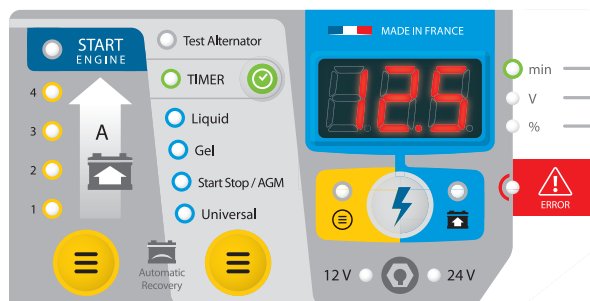 START
ENGINE
4
3
A
2
1
Automatic
Recovery
Test Alternator
TIMER
Liquid
Gel
Start Stop / AGM
Universal
MADE IN FRANCE
12.5
min
V
%
ERROR
12 V
24 V